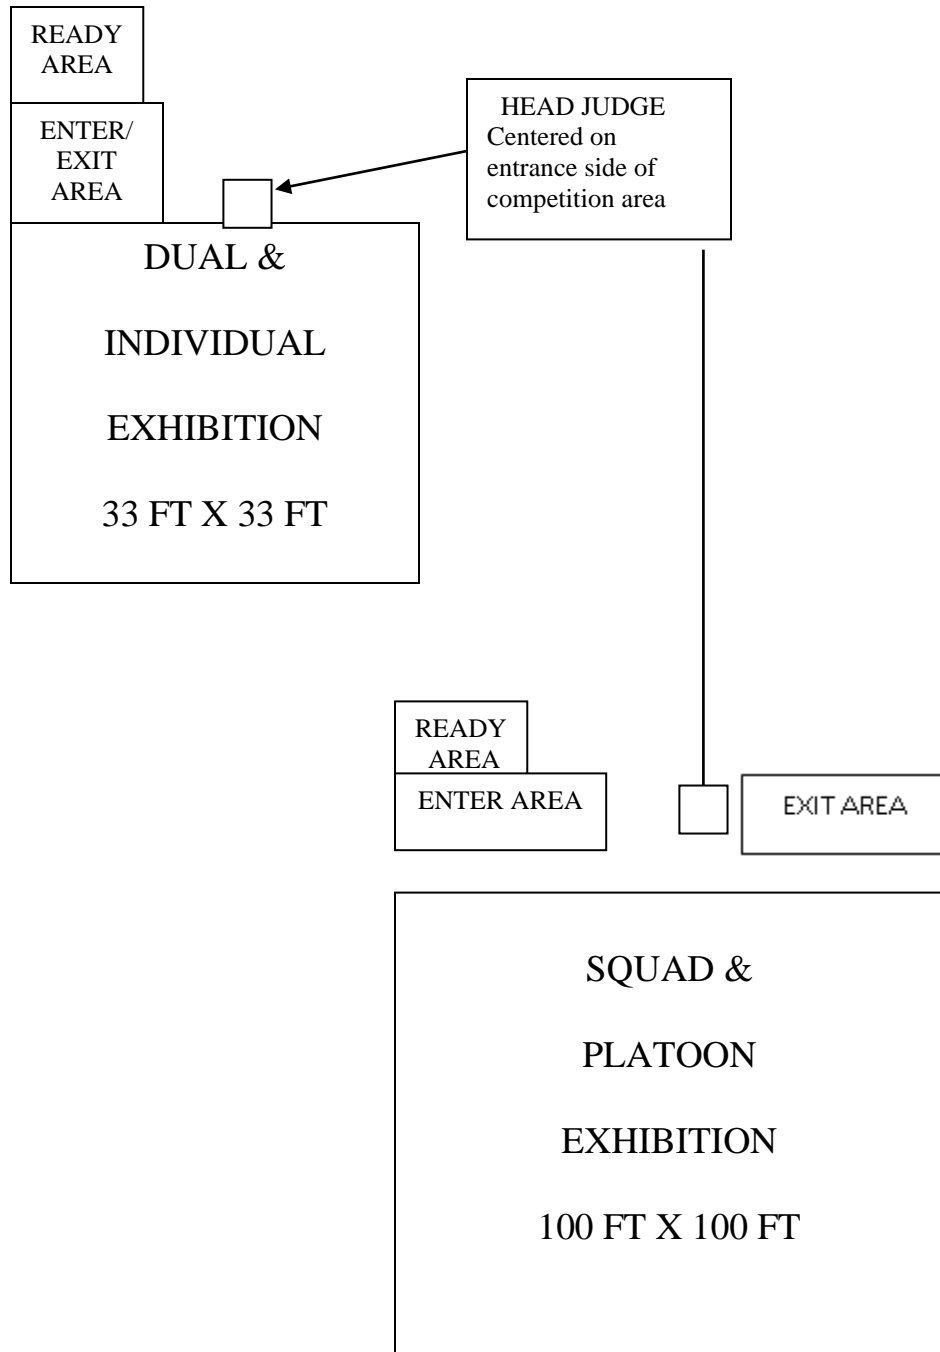 READY
AREA
ENTER/
EXIT
AREA
HEAD JUDGE
Centered on
entrance side of
competition area
DUAL &
INDIVIDUAL
EXHIBITION
33 FT X 33 FT
READY
AREA
ENTER AREA
EXIT AREA
SQUAD &
PLATOON
EXHIBITION
100 FT X 100 FT